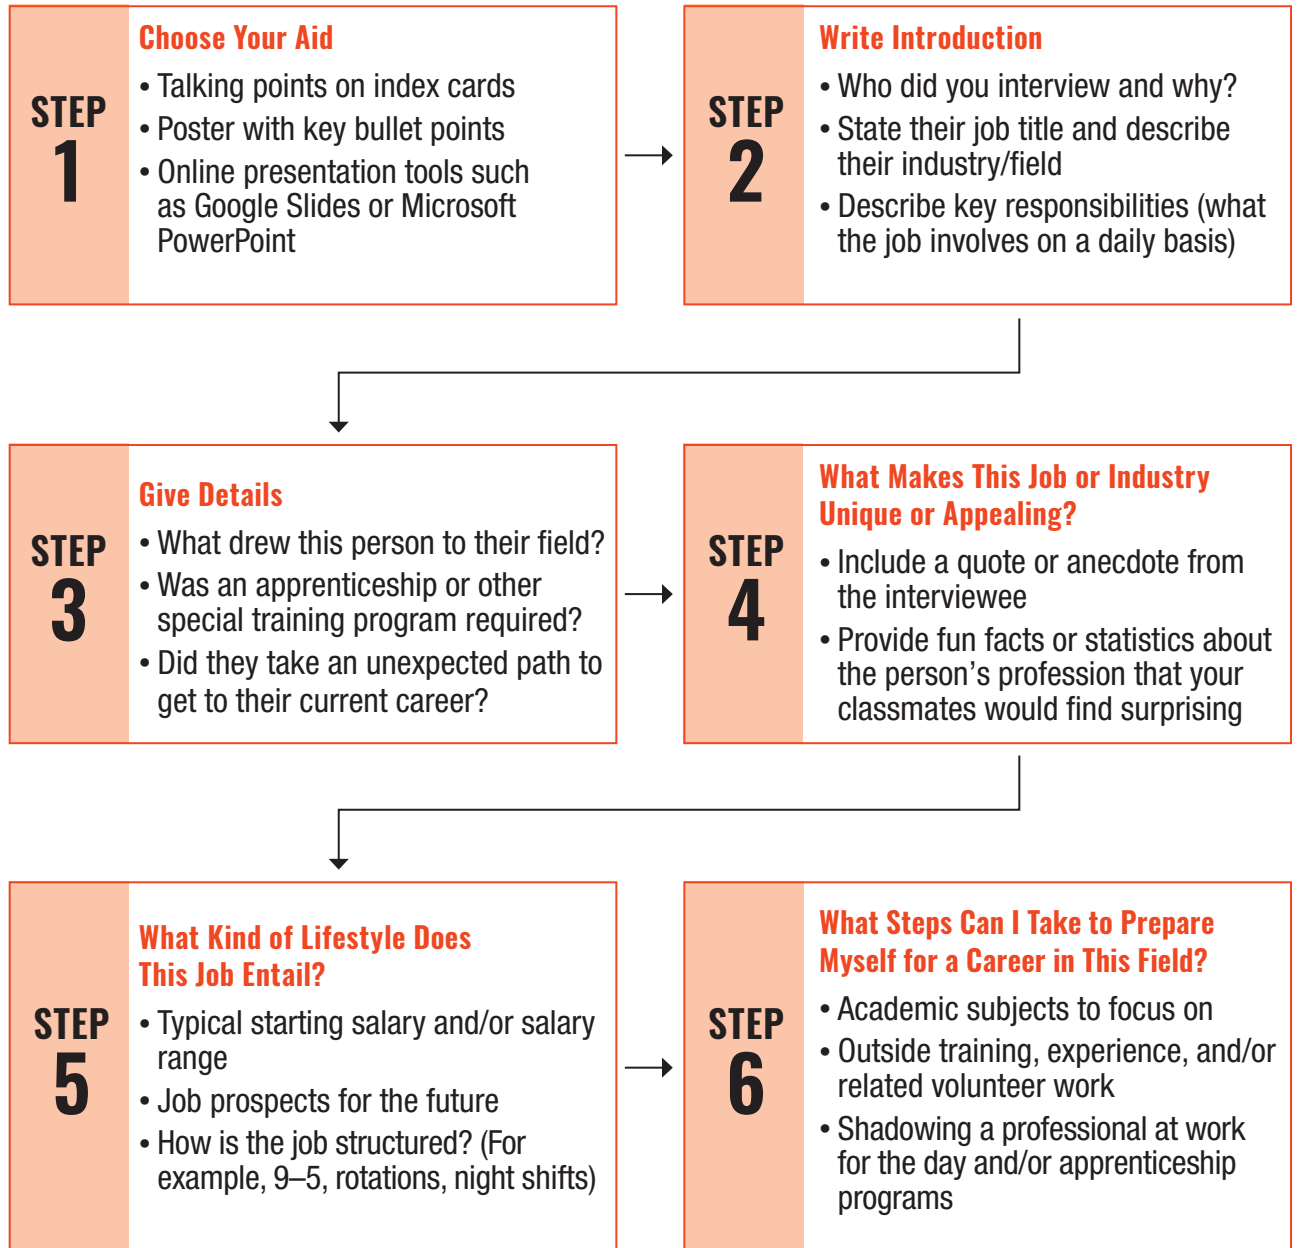 STEP
1
Choose Your Aid
• Talking points on index cards
• Poster with key bullet points
• Online presentation tools such
as Google Slides or Microsoft
PowerPoint
STEP
2
Write Introduction
• Who did you interview and why?
• State their job title and describe
their industry/field
• Describe key responsibilities (what
the job involves on a daily basis)
STEP
3
Give Details
• What drew this person to their field?
• Was an apprenticeship or other
special training program required?
• Did they take an unexpected path to
get to their current career?
STEP
4
What Makes This Job or Industry
Unique or Appealing?
• Include a quote or anecdote from
the interviewee
• Provide fun facts or statistics about
the person’s profession that your
classmates would find surprising
STEP
5
What Kind of Lifestyle Does
This Job Entail?
• Typical starting salary and/or salary
range
• Job prospects for the future
• How is the job structured? (For
example, 9–5, rotations, night shifts)
STEP
6
What Steps Can I Take to Prepare
Myself for a Career in This Field?
• Academic subjects to focus on
• Outside training, experience, and/or
related volunteer work
• Shadowing a professional at work
for the day and/or apprenticeship
programs